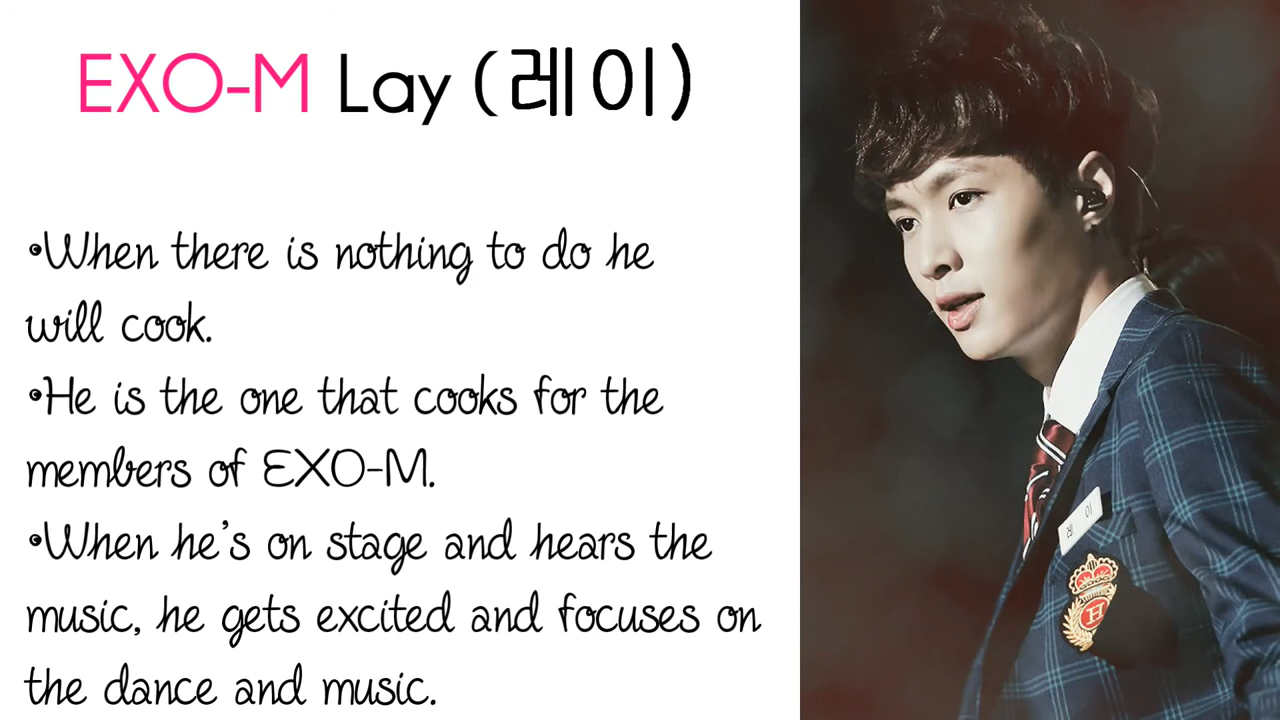 EXO-M Lay (레이)
•When there is nothing to do he
will cook.
•He is the one that cooks for the
members of EXO-M.
•When he's on stage and hears the
music, he gets excited and focuses on
the dance and music.
레이
H